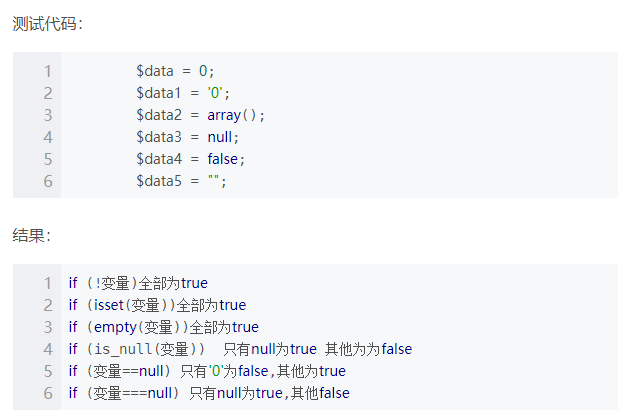 测试代码：
1 $data = 0;
2 $data1 = '0';
3 $data2 = array();
4 $data3 = null;
5 $data4 = false;
6 $data5 = "";
结果：
1 if (!变量)全部为true
2 if (isset(变量))全部为true
3 if (empty(变量))全部为true
4 if (is_null(变量))  只有null为true 其他为为false
5 if (变量==null) 只有'0'为false,其他为true
6 if (变量===null) 只有null为true,其他false